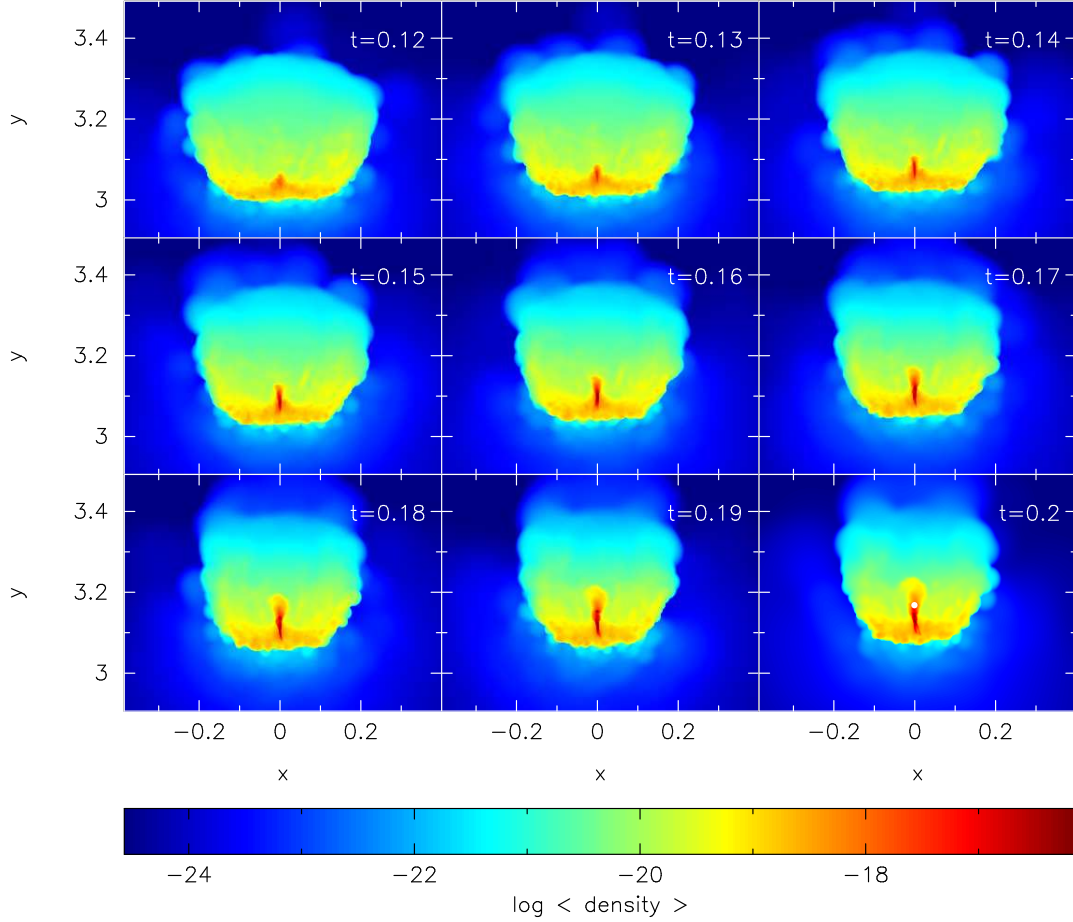 t=0.12 t=0.13 t=0.14
3.4
y 3.2
3
t=0.15 t=0.16 t=0.17
3.4
y 3.2
3
t=0.18 t=0.19 t=0.2
3.4
y 3.2
3
−0.2 0 0.2 −0.2 0 0.2 −0.2 0 0.2
x x x
−24 −22 −20 −18
log < density >